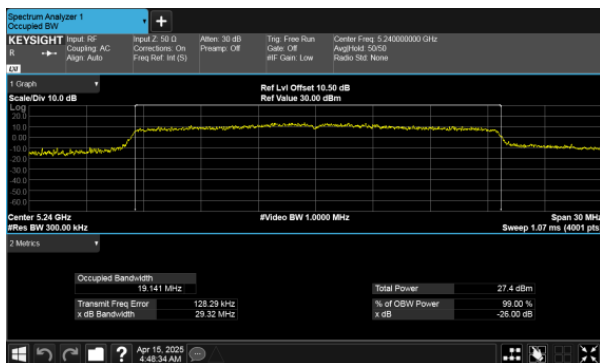 Spectrum Analyzer 1
Occupied BW
+
KEYSIGHT
R
Input: RF
Coupling: AC
Align: Auto
Input Z: 50 Ω
Corrections: On
Freq Ref: Int (S)
Atten: 30 dB
Preamp: Off
Trig: Free Run
Gate: Off
#IF Gain: Low
Center Freq: 5.240000000 GHz
Avg|Hold: 50/50
Radio Std: None
1 Graph
Scale/Div 10.0 dB
Ref Lvl Offset 10.50 dB
Ref Value 30.00 dBm
Log
20.0
10.0
0.00
-10.0
-20.0
-30.0
-40.0
-50.0
-60.0
Center 5.24 GHz
#Res BW 300.00 kHz
#Video BW 1.0000 MHz
Span 30 MHz
Sweep 1.07 ms (4001 pts)
2 Metrics
Occupied Bandwidth
19.141 MHz
Transmit Freq Error 128.29 kHz
x dB Bandwidth 29.32 MHz
Total Power 27.4 dBm
% of OBW Power 99.00 %
x dB -26.00 dB
?
Apr 15, 2025
4:48:34 AM